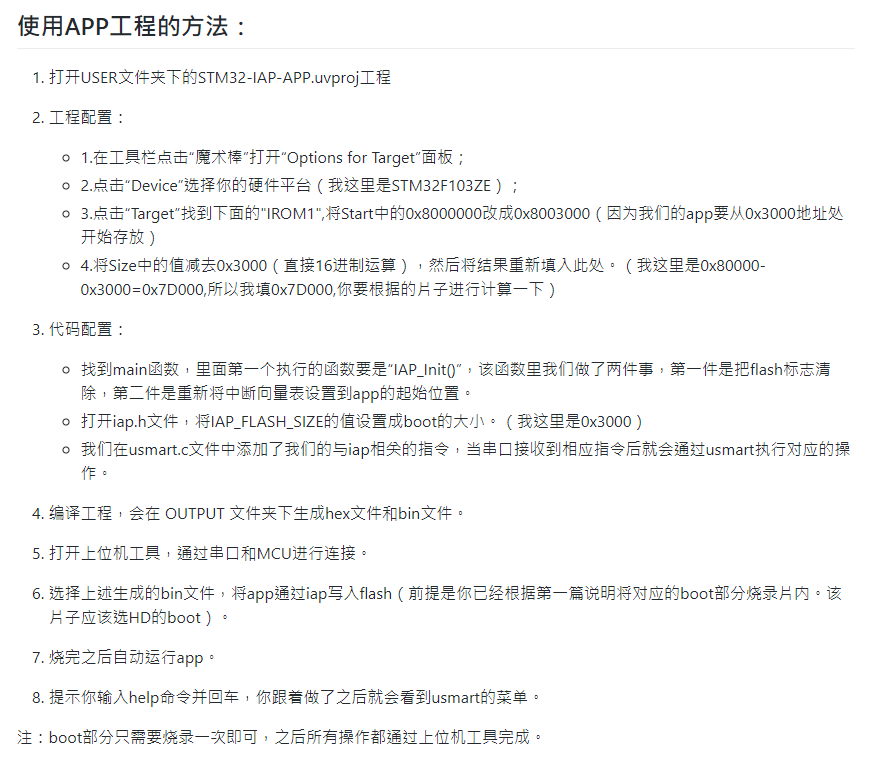 使用APP工程的方法：
1. 打开USER文件夹下的STM32-IAP-APP.uvproj工程
2. 工程配置：
1.在工具栏点击“魔术棒”打开“Options for Target”面板；
2.点击“Device”选择你的硬件平台（我这里是STM32F103ZE）；
3.点击“Target”找到下面的"IROM1",将Start中的0x8000000改成0x8003000（因为我们的app要从0x3000地址处
开始存放）
4.将Size中的值减去0x3000（直接16进制运算），然后将结果重新填入此处。（我这里是0x80000-
0x3000=0x7D000,所以我填0x7D000,你要根据的片子进行计算一下）
3. 代码配置：
找到main函数，里面第一个执行的函数要是“IAP_Init()”，该函数里我们做了两件事，第一件是把flash标志清
除，第二件是重新将中断向量表设置到app的起始位置。
打开iap.h文件，将IAP_FLASH_SIZE的值设置成boot的大小。（我这里是0x3000）
我们在usmart.c文件中添加了我们的与iap相关的指令，当串口接收到相应指令后就会通过usmart执行对应的操
作。
4. 编译工程，会在 OUTPUT 文件夹下生成hex文件和bin文件。
5. 打开上位机工具，通过串口和MCU进行连接。
6. 选择上述生成的bin文件，将app通过iap写入flash（前提是你已经根据第一篇说明将对应的boot部分烧录片内。该
片子应该选HD的boot）。
7. 烧完之后自动运行app。
8. 提示你输入help命令并回车，你跟着做了之后就会看到usmart的菜单。
注：boot部分只需要烧录一次即可，之后所有操作都通过上位机工具完成。